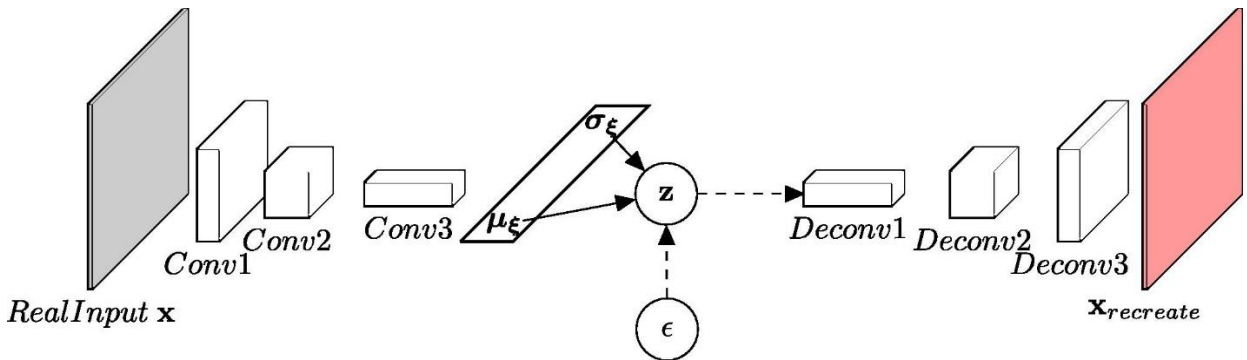 σ_ξ
μ_ξ
z
ϵ
Conv1
Conv2
Conv3
Deconv1
Deconv2
Deconv3
RealInput x
x_recreate